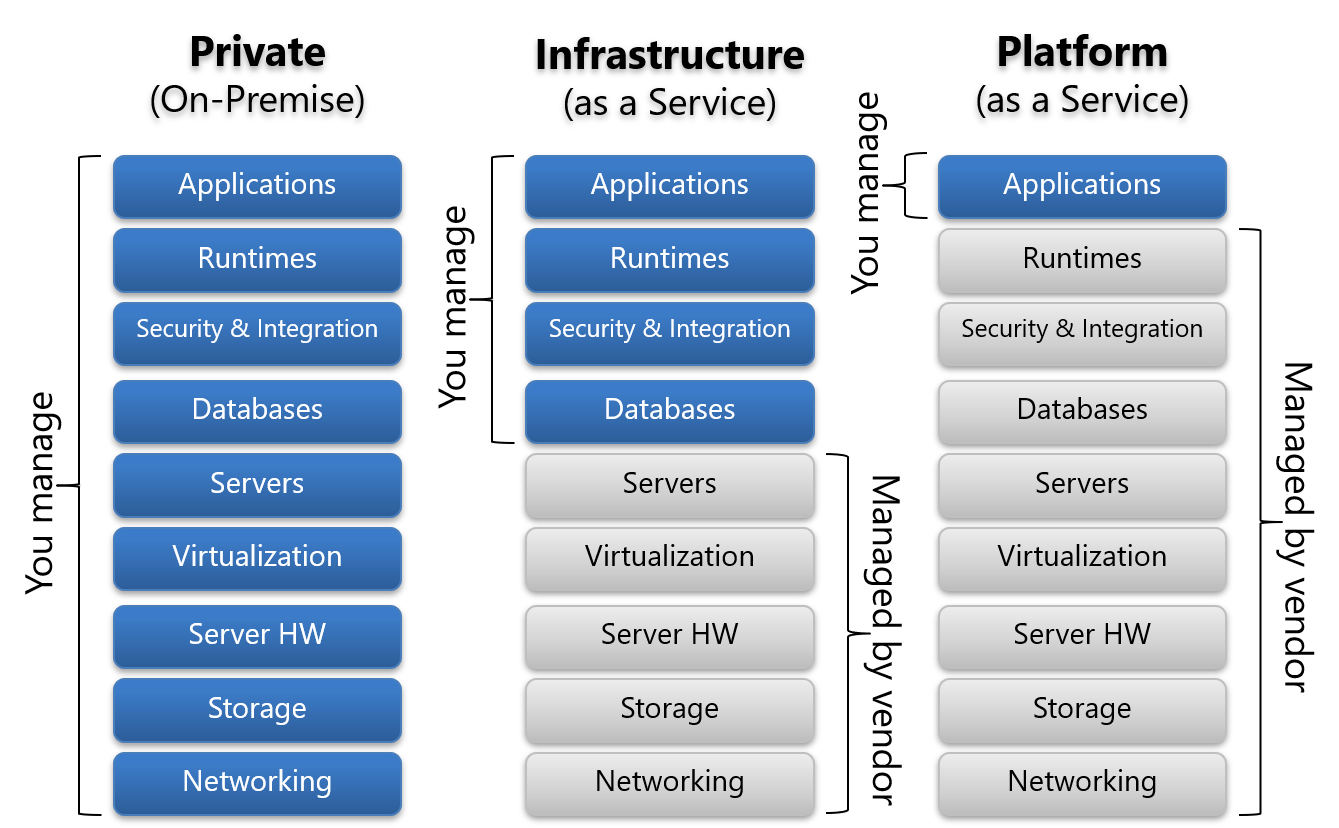 Private
(On-Premise)
You manage
Applications
Runtimes
Security & Integration
Databases
Servers
Virtualization
Server HW
Storage
Networking
Infrastructure
(as a Service)
You manage
Applications
Runtimes
Security & Integration
Databases
Servers
Virtualization
Server HW
Storage
Networking
Managed by vendor
Platform
(as a Service)
You manage
Applications
Runtimes
Security & Integration
Databases
Servers
Virtualization
Server HW
Storage
Networking
Managed by vendor